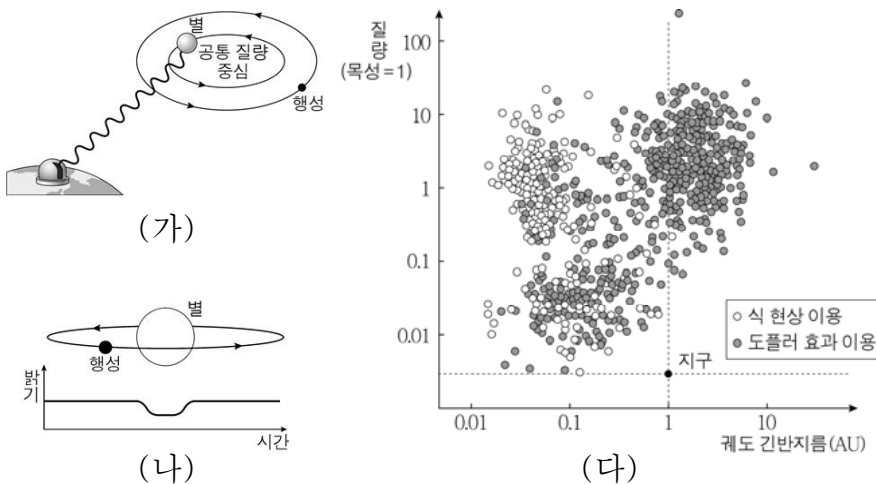 별
공통 질량
중심
행성
(가)
별
행성
밝
기
시간
(나)
질
량
(목성=1)
100
10
1
0.1
0.01
식 현상 이용
도플러 효과 이용
지구
0.01 0.1 1 10
궤도 긴반지름(AU)
(다)